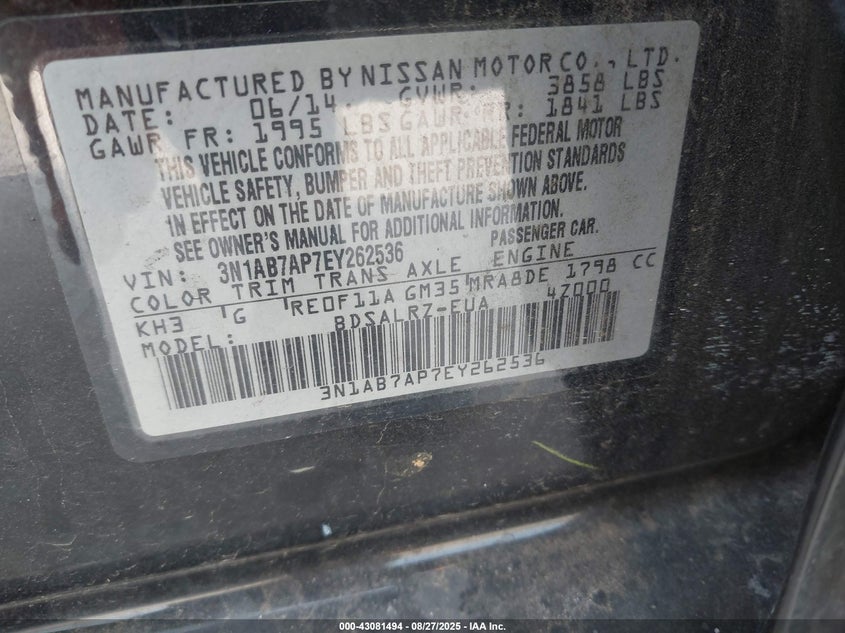 MANUFACTURED BY NISSAN MOTOR CO., LTD.
DATE: 06/14 GVWR: 3858 LBS
GAWR FR: 1995 LBS GAWR RR: 1841 LBS
THIS VEHICLE CONFORMS TO ALL APPLICABLE FEDERAL MOTOR
VEHICLE SAFETY, BUMPER AND THEFT PREVENTION STANDARDS
IN EFFECT ON THE DATE OF MANUFACTURE SHOWN ABOVE.
SEE OWNER'S MANUAL FOR ADDITIONAL INFORMATION.
VIN: 3N1AB7AP7EY262536 PASSENGER CAR.
COLOR TRIM TRANS AXLE ENGINE
KH3 G RE0F11A GM35 MRA8DE 1798 CC
MODEL: BDSALRZ-EUA 4Z000
3N1AB7AP7EY262536
000-43081494 - 08/27/2025 - IAA Inc.